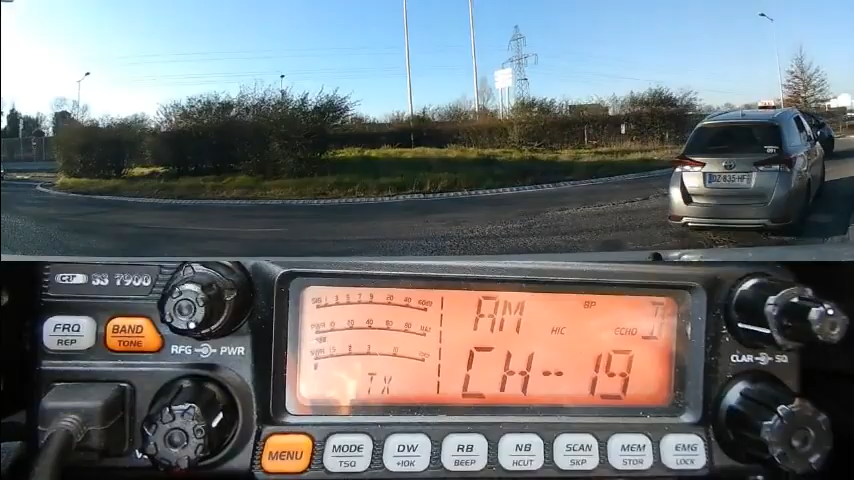 DZ-835-HF
CRT SS 7900
FRQ
REP
BAND
TONE
RFG PWR
AM
BP
HIC
ECHO
TX
CH-19
CLAR SQ
MENU
MODE
TSQ
DW
+10K
RB
BEEP
NB
HCUT
SCAN
SKP
MEM
STOR
EMG
LOCK